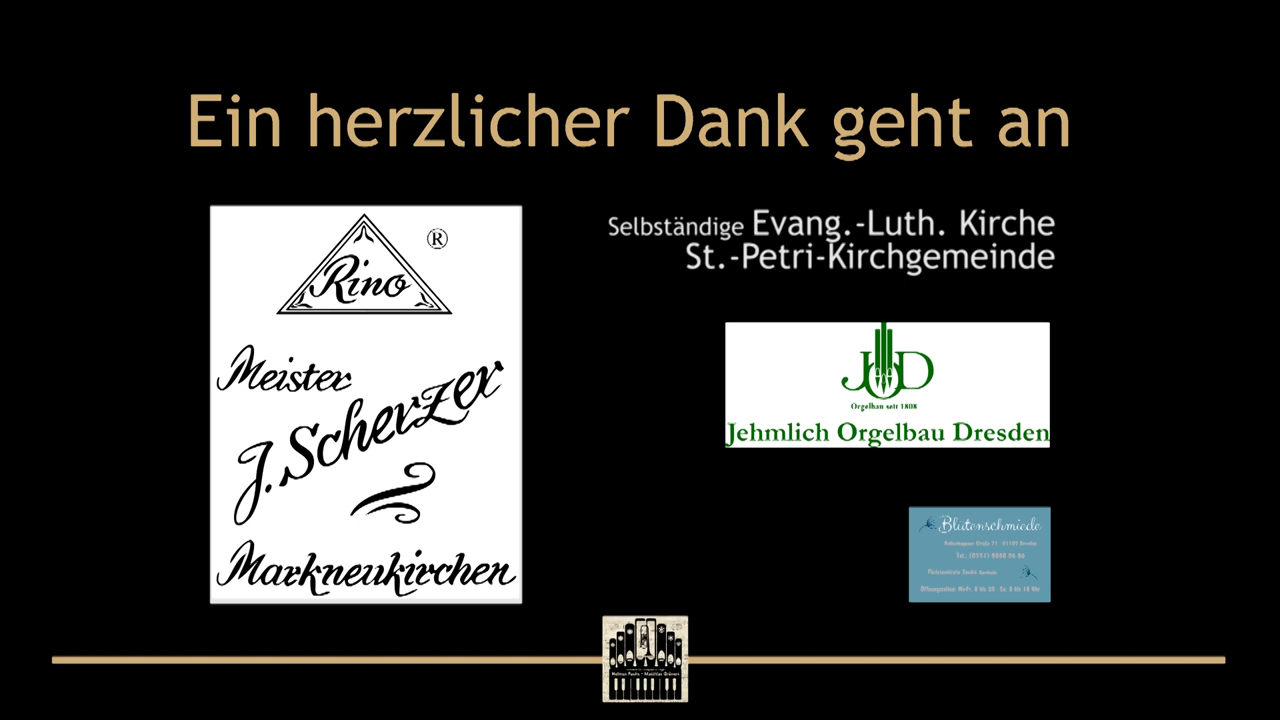 Ein herzlicher Dank geht an
Rino ®
Meister
J. Scherzer
Markneukirchen
Selbständige Evang.-Luth. Kirche
St.-Petri-Kirchgemeinde
JOD
Orgelbau seit 1808
Jehmlich Orgelbau Dresden
Blütenschmiede